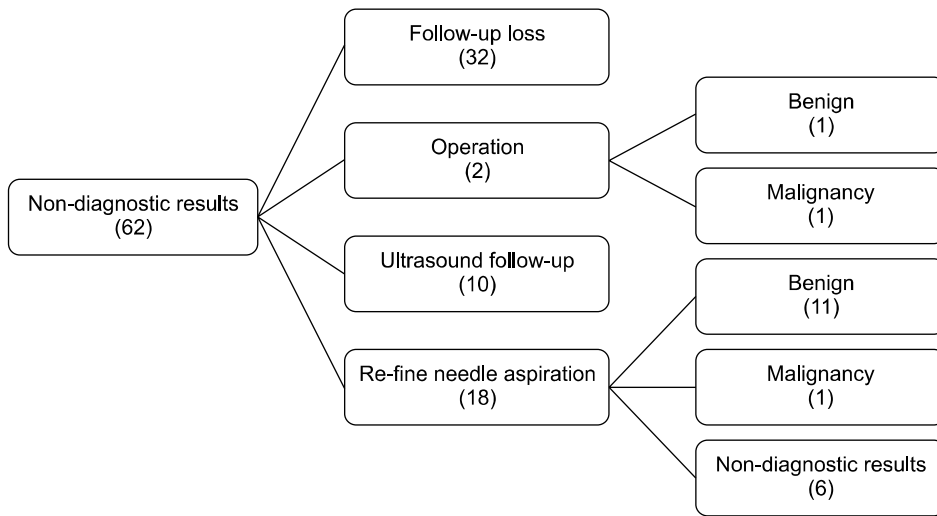 Non-diagnostic results
(62)
Follow-up loss
(32)
Operation
(2)
Ultrasound follow-up
(10)
Re-fine needle aspiration
(18)
Benign
(1)
Malignancy
(1)
Benign
(11)
Malignancy
(1)
Non-diagnostic results
(6)